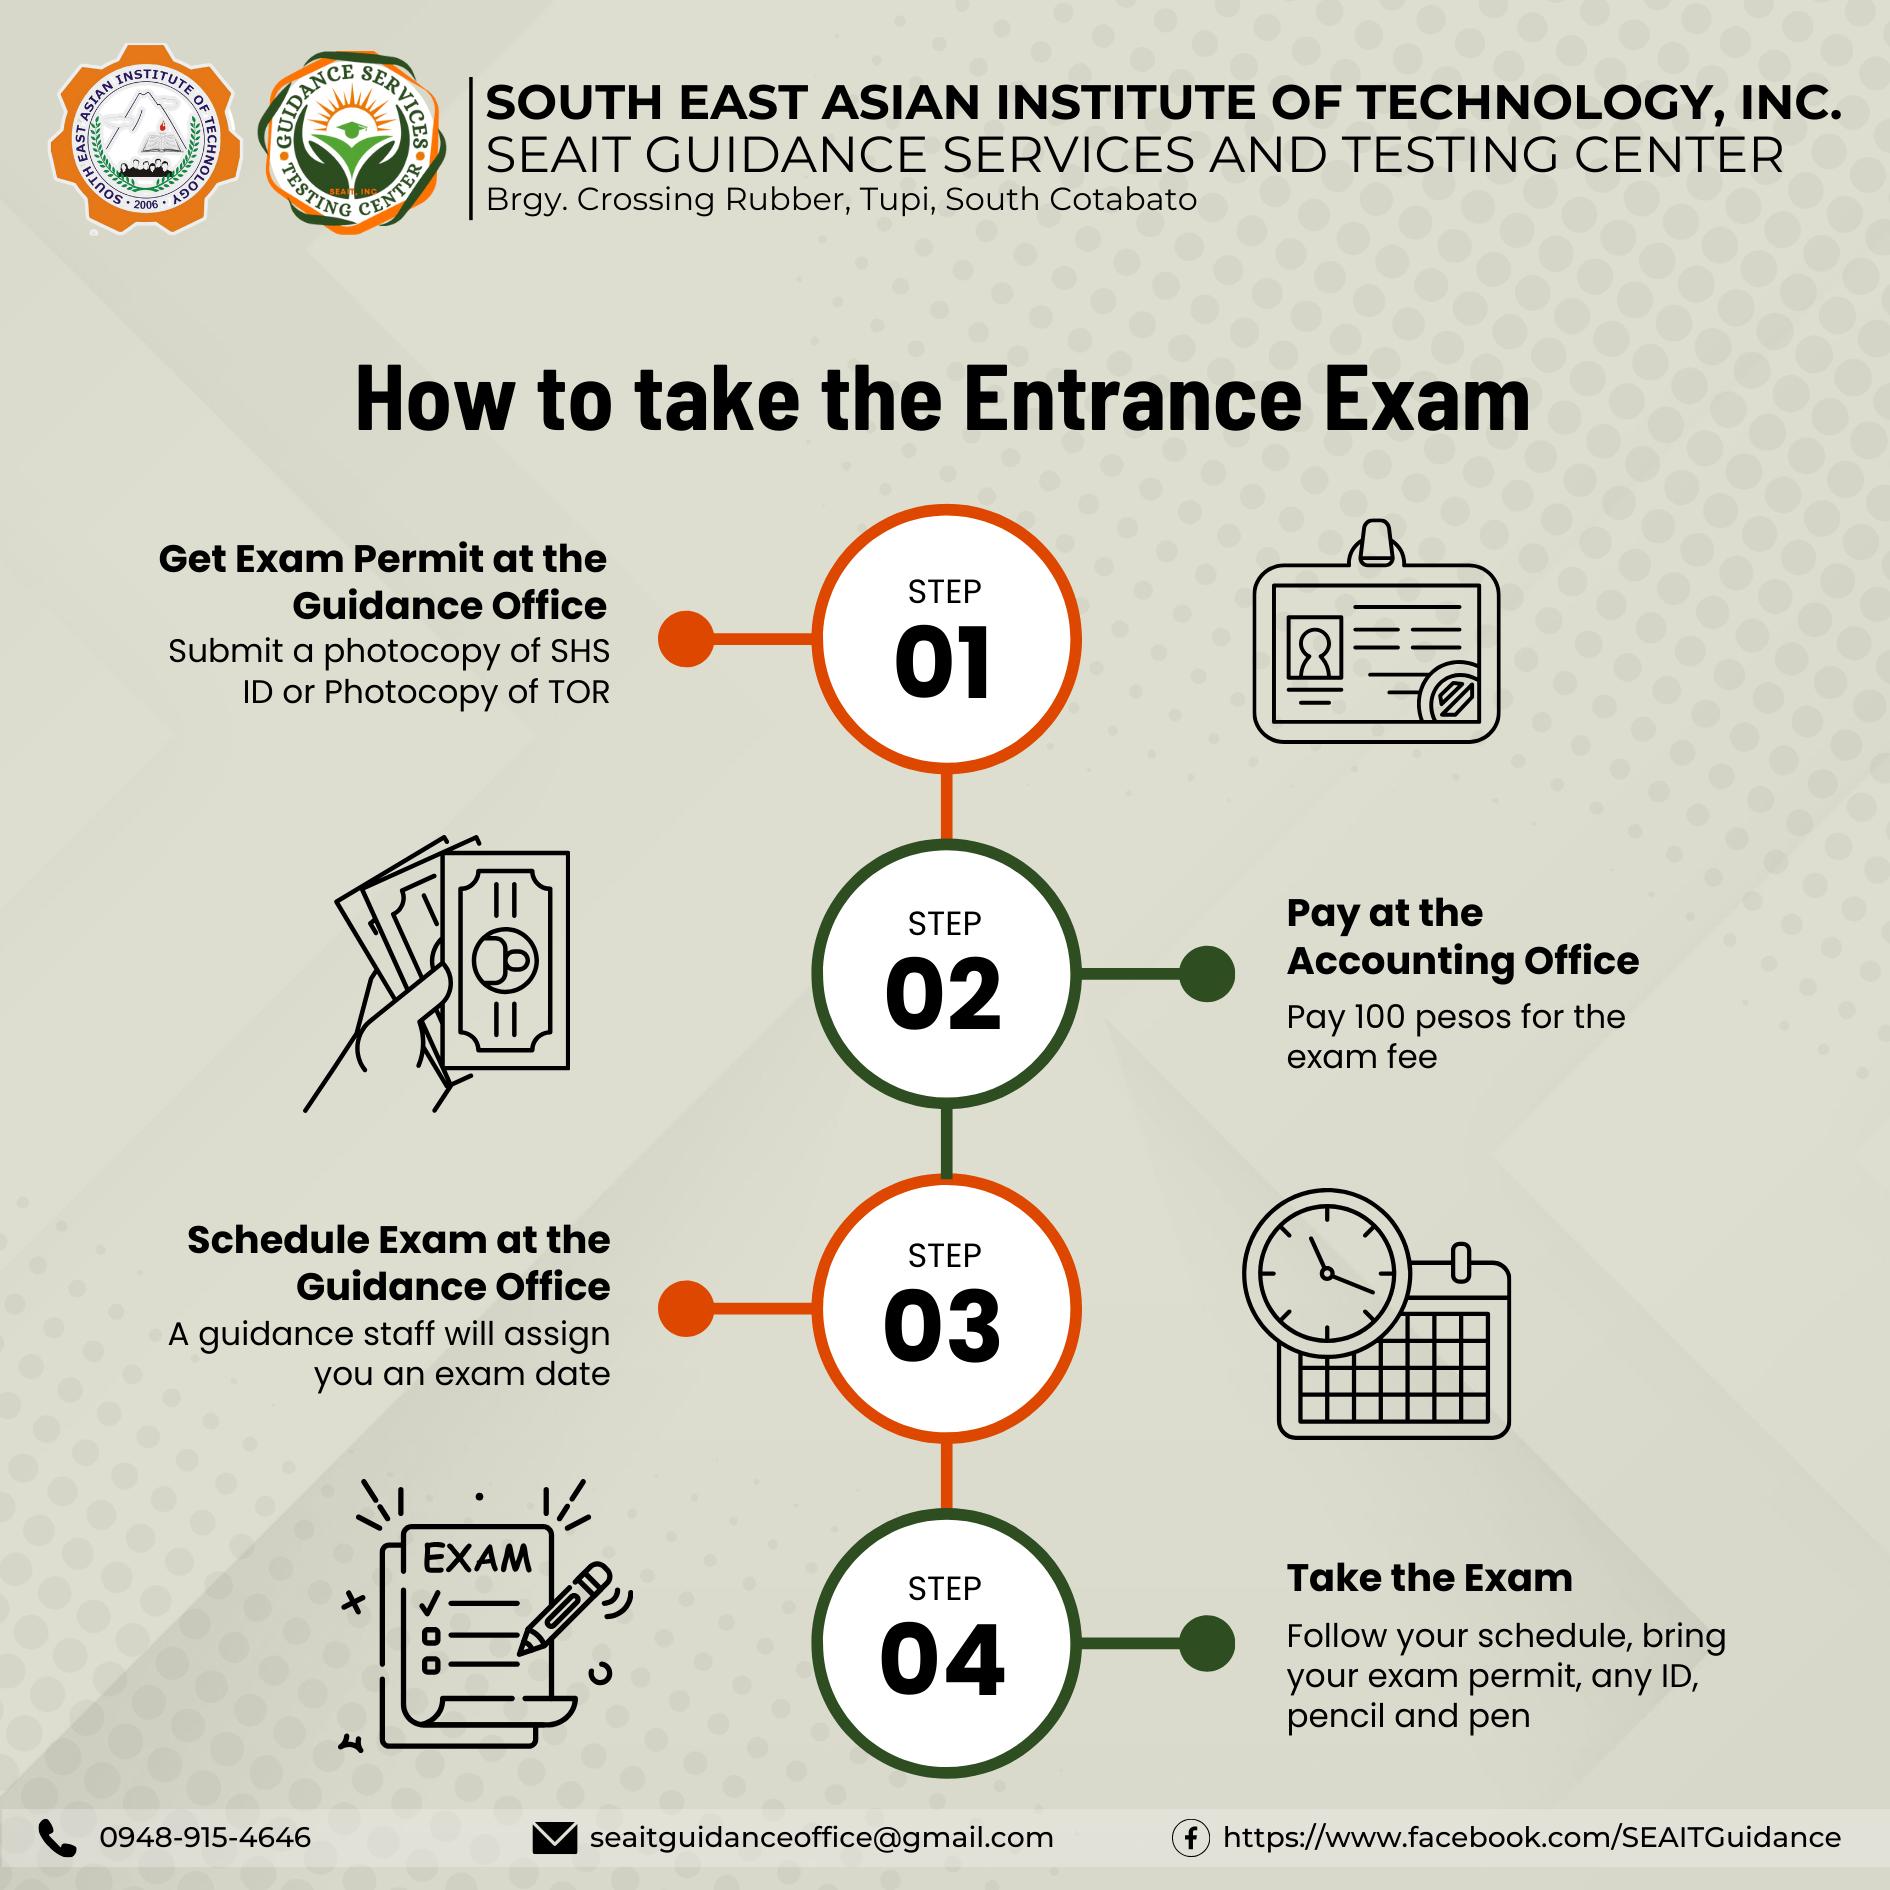 SOUTH EAST ASIAN INSTITUTE OF TECHNOLOGY
• 2006 •
GUIDANCE SERVICES
SEAIT, INC.
• TESTING CENTER •
SOUTH EAST ASIAN INSTITUTE OF TECHNOLOGY, INC.
SEAIT GUIDANCE SERVICES AND TESTING CENTER
Brgy. Crossing Rubber, Tupi, South Cotabato
How to take the Entrance Exam
Get Exam Permit at the
Guidance Office
Submit a photocopy of SHS
ID or Photocopy of TOR
STEP
01
STEP
02
Pay at the
Accounting Office
Pay 100 pesos for the
exam fee
Schedule Exam at the
Guidance Office
A guidance staff will assign
you an exam date
STEP
03
EXAM
STEP
04
Take the Exam
Follow your schedule, bring
your exam permit, any ID,
pencil and pen
0948-915-4646
seaitguidanceoffice@gmail.com
https://www.facebook.com/SEAITGuidance